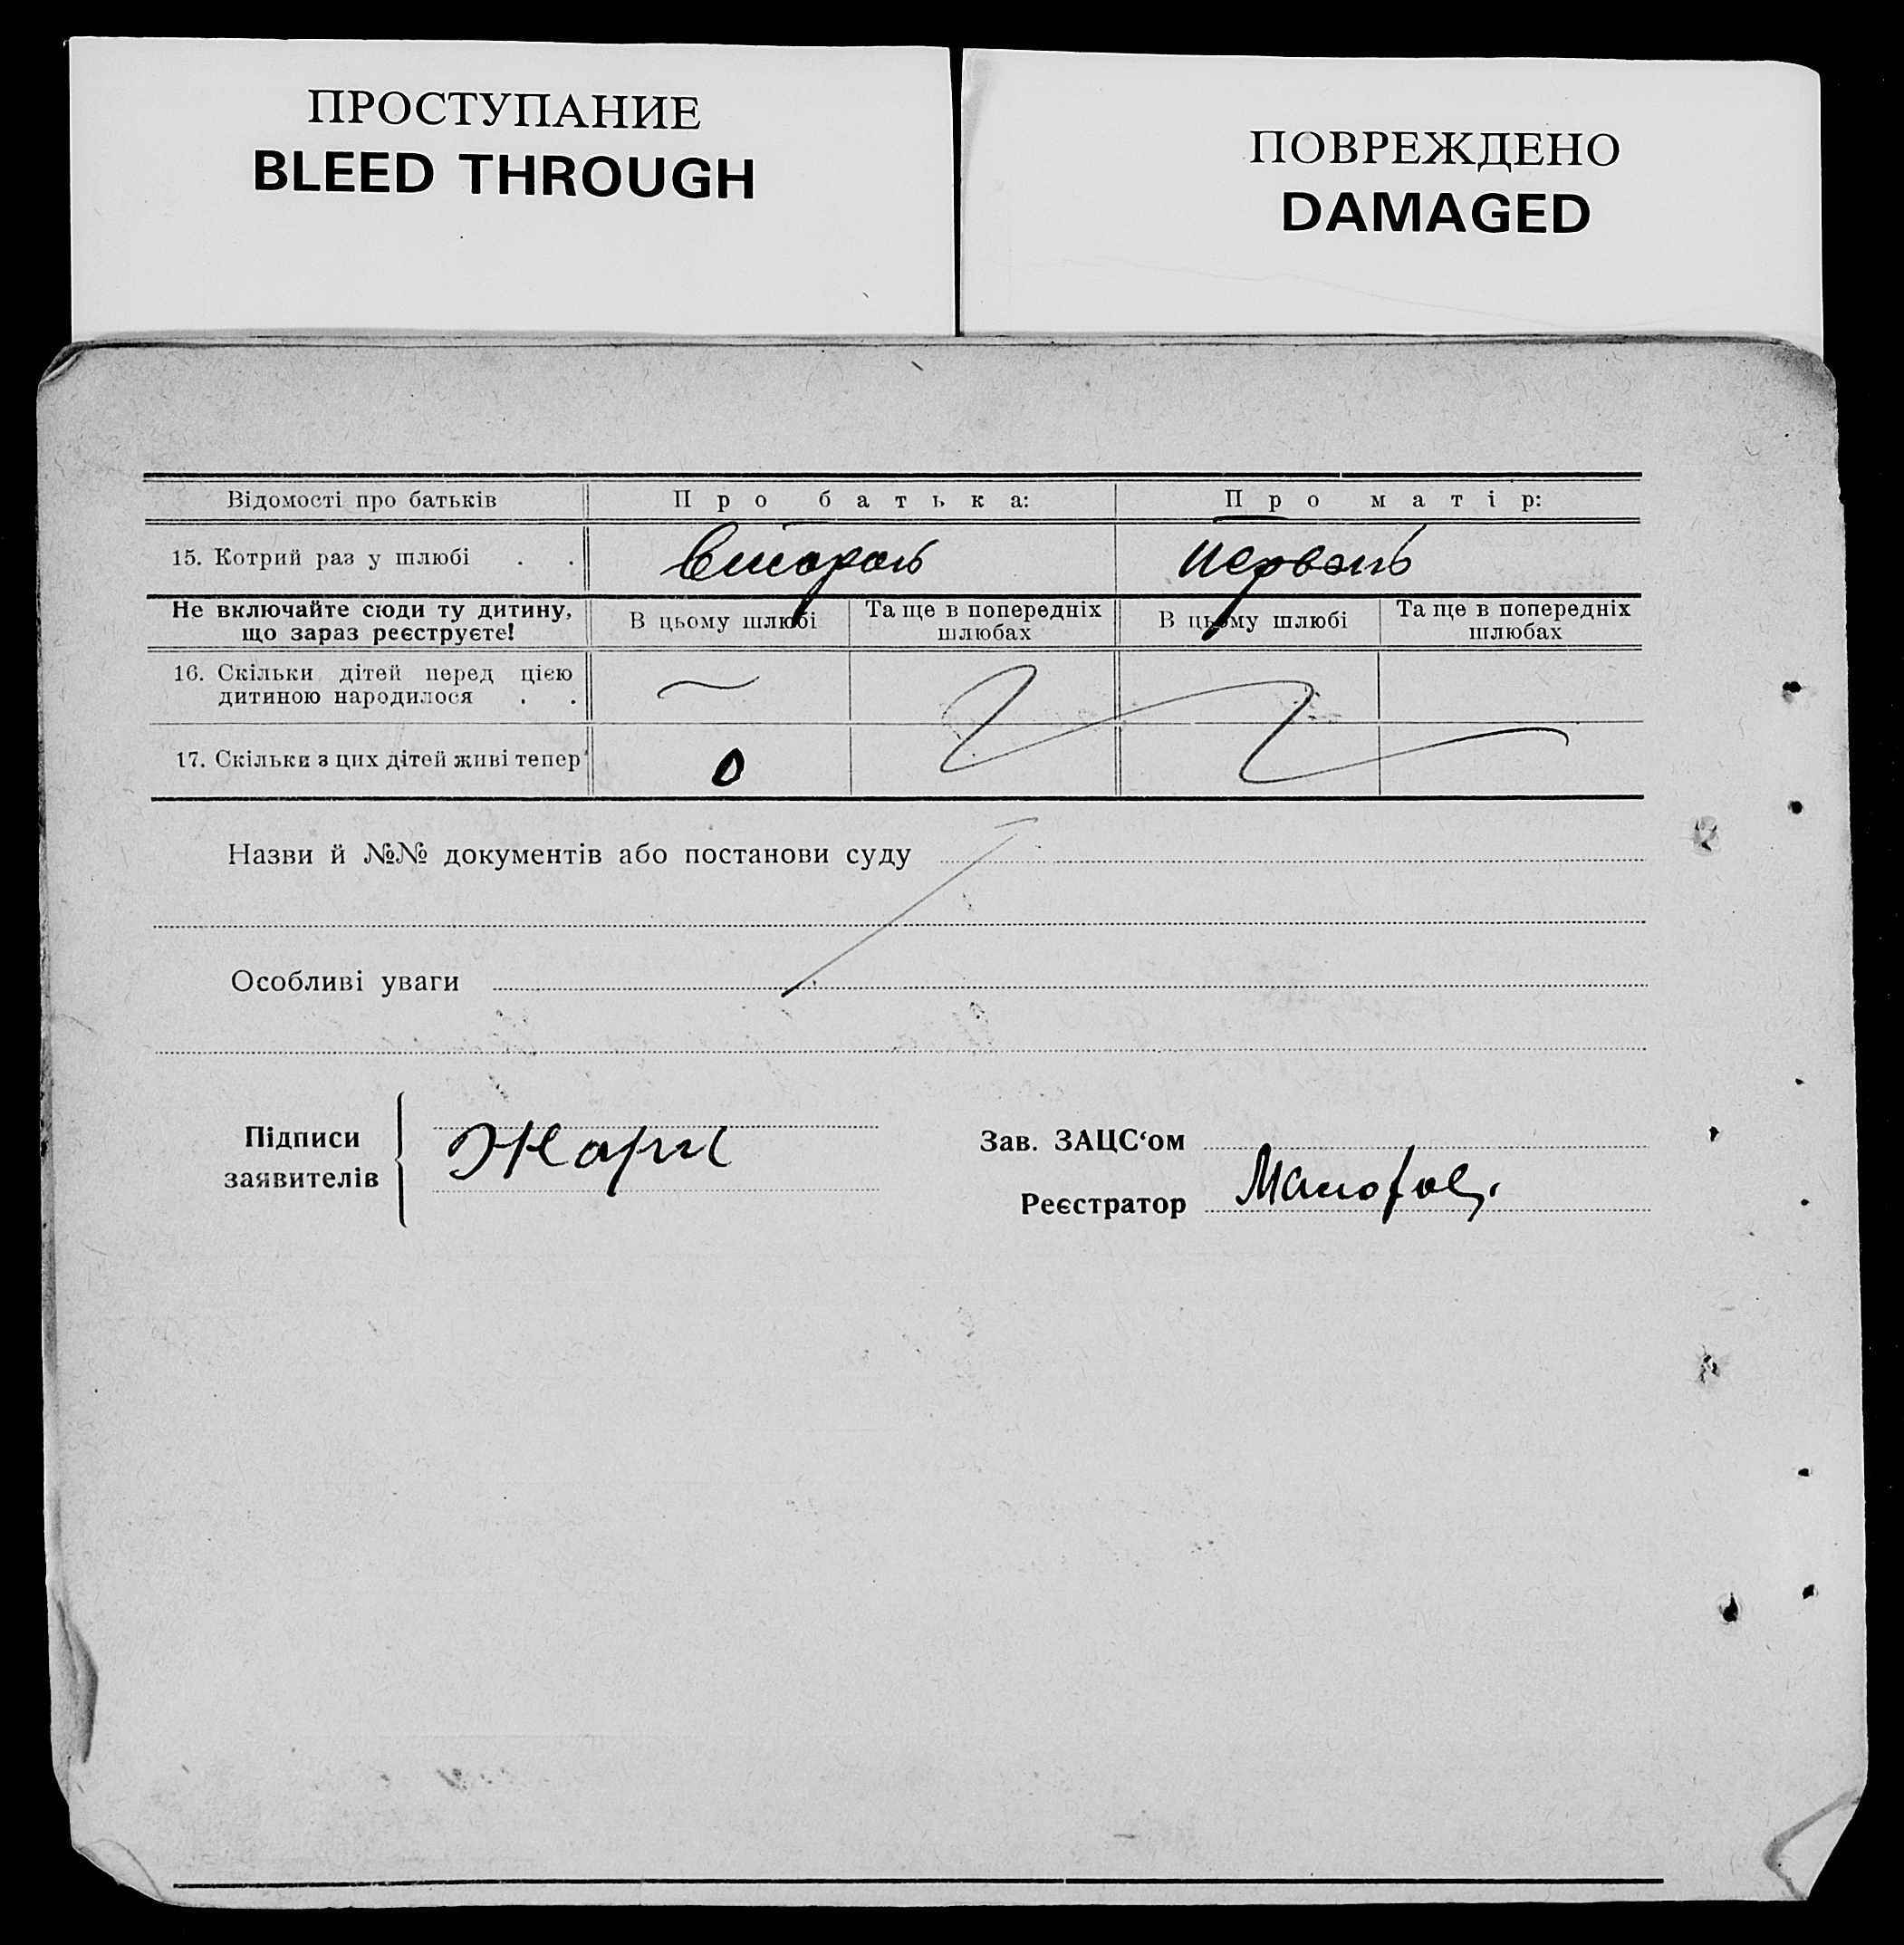 ПРОСТУПАНИЕ
BLEED THROUGH
ПОВРЕЖДЕНО
DAMAGED
Відомості про батьків Про батька: Про матір:
15. Котрий раз у шлюбі . . Вторым первым
Не включайте сюди ту дитину, що зараз реєструєте! В цьому шлюбі Та ще в попередніх шлюбах В цьому шлюбі Та ще в попередніх шлюбах
16. Скільки дітей перед цією
дитиною народилося . . —
17. Скільки з цих дітей живі тепер 0
Назви й №№ документів або постанови суду
Особливі уваги
Підписи
заявителів
Зав. ЗАЦС‘ом
Реєстратор